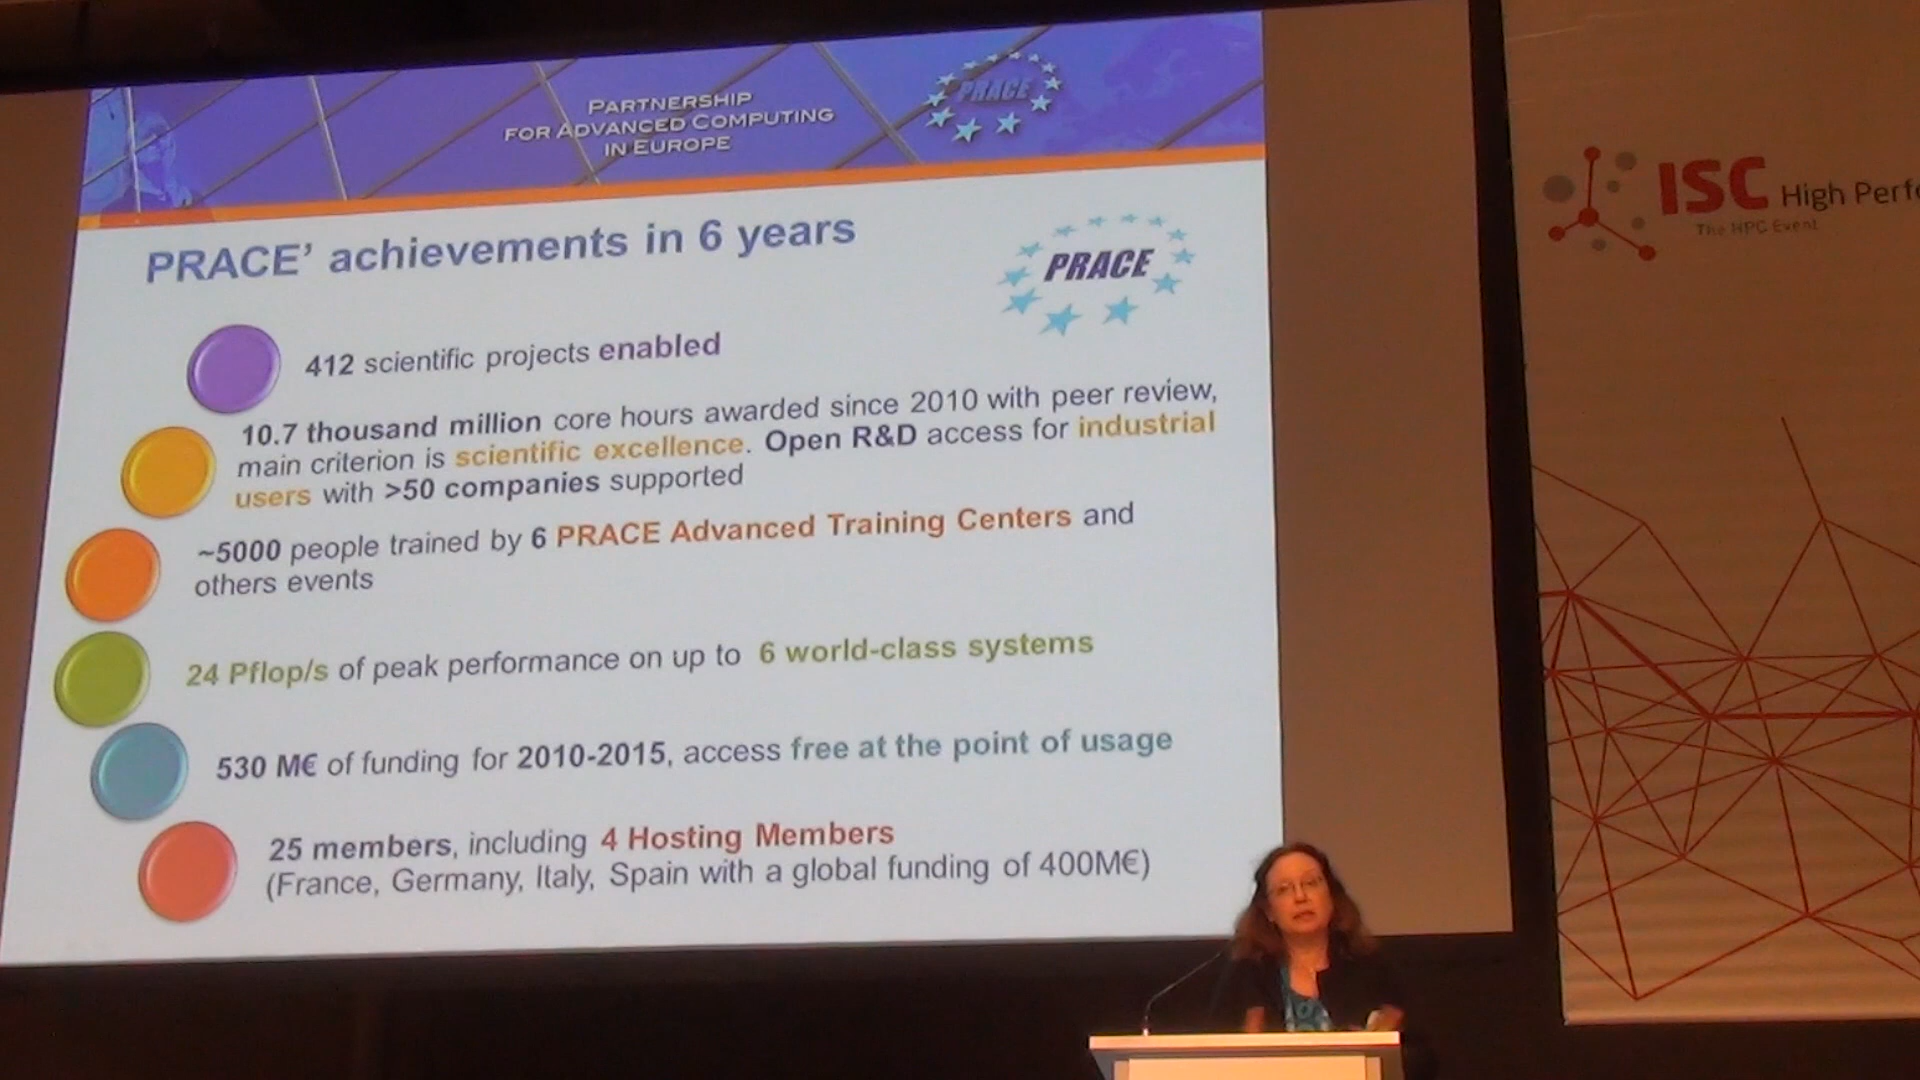 PARTNERSHIP
FOR ADVANCED COMPUTING
IN EUROPE
PRACE
PRACE' achievements in 6 years
PRACE
412 scientific projects enabled
10.7 thousand million core hours awarded since 2010 with peer review,
main criterion is scientific excellence. Open R&D access for industrial
users with >50 companies supported
~5000 people trained by 6 PRACE Advanced Training Centers and
others events
24 Pflop/s of peak performance on up to 6 world-class systems
530 M€ of funding for 2010-2015, access free at the point of usage
25 members, including 4 Hosting Members
(France, Germany, Italy, Spain with a global funding of 400M€)
ISC High Perfo
The HPC Event